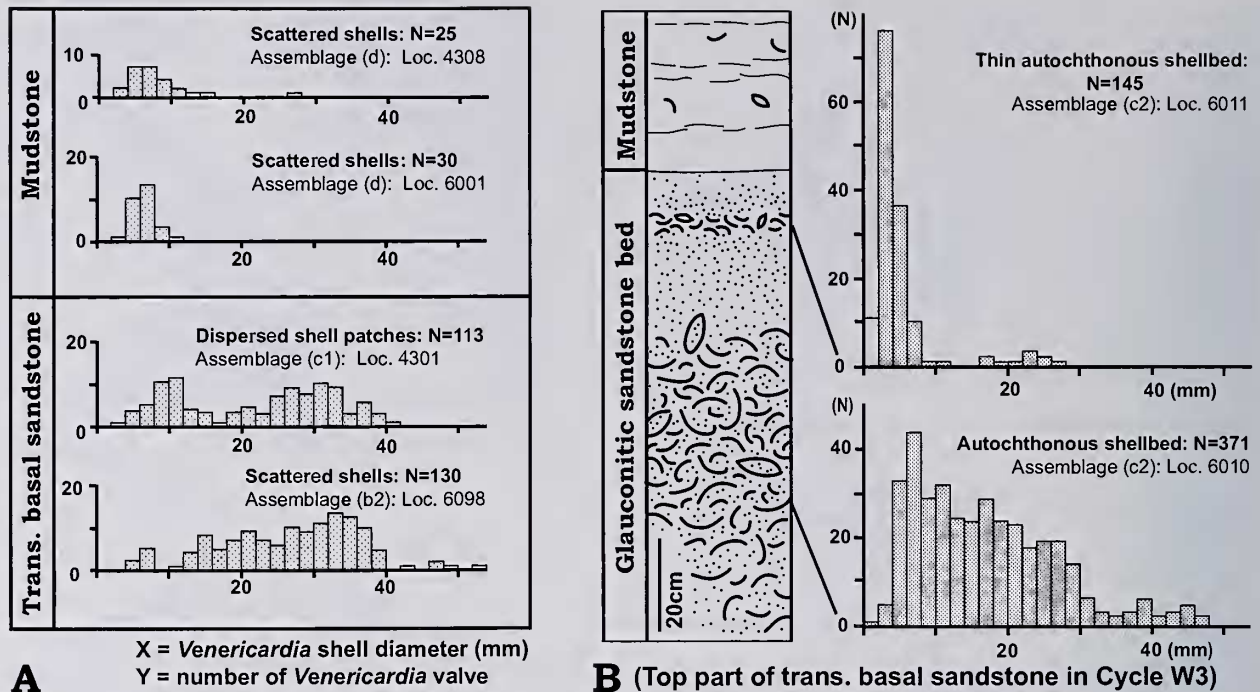 Mudstone
Scattered shells: N=25
Assemblage (d): Loc. 4308
10
0
20
40
Scattered shells: N=30
Assemblage (d): Loc. 6001
20
0
20
40
Trans. basal sandstone
Dispersed shell patches: N=113
Assemblage (c1): Loc. 4301
20
0
20
40
Scattered shells: N=130
Assemblage (b2): Loc. 6098
20
0
20
40
X = Venericardia shell diameter (mm)
Y = number of Venericardia valve
A
Mudstone
Glauconitic sandstone bed
20cm
(N)
Thin autochthonous shellbed:
N=145
Assemblage (c2): Loc. 6011
60
40
20
0
20
40 (mm)
(N)
Autochthonous shellbed: N=371
Assemblage (c2): Loc. 6010
40
20
0
20
40 (mm)
B (Top part of trans. basal sandstone in Cycle W3)